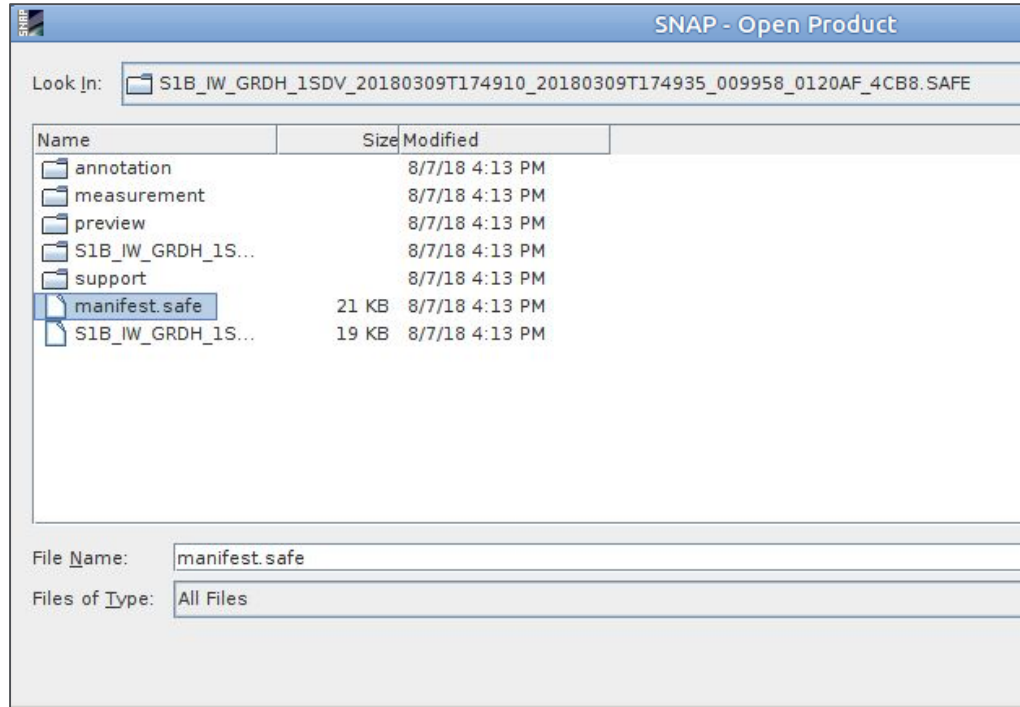 SNAP
SNAP - Open Product
Look In: S1B_IW_GRDH_1SDV_20180309T174910_20180309T174935_009958_0120AF_4CB8.SAFE
Name Size Modified
annotation 8/7/18 4:13 PM
measurement 8/7/18 4:13 PM
preview 8/7/18 4:13 PM
S1B_IW_GRDH_1S... 8/7/18 4:13 PM
support 8/7/18 4:13 PM
manifest.safe 21 KB 8/7/18 4:13 PM
S1B_IW_GRDH_1S... 19 KB 8/7/18 4:13 PM
File Name: manifest.safe
Files of Type: All Files